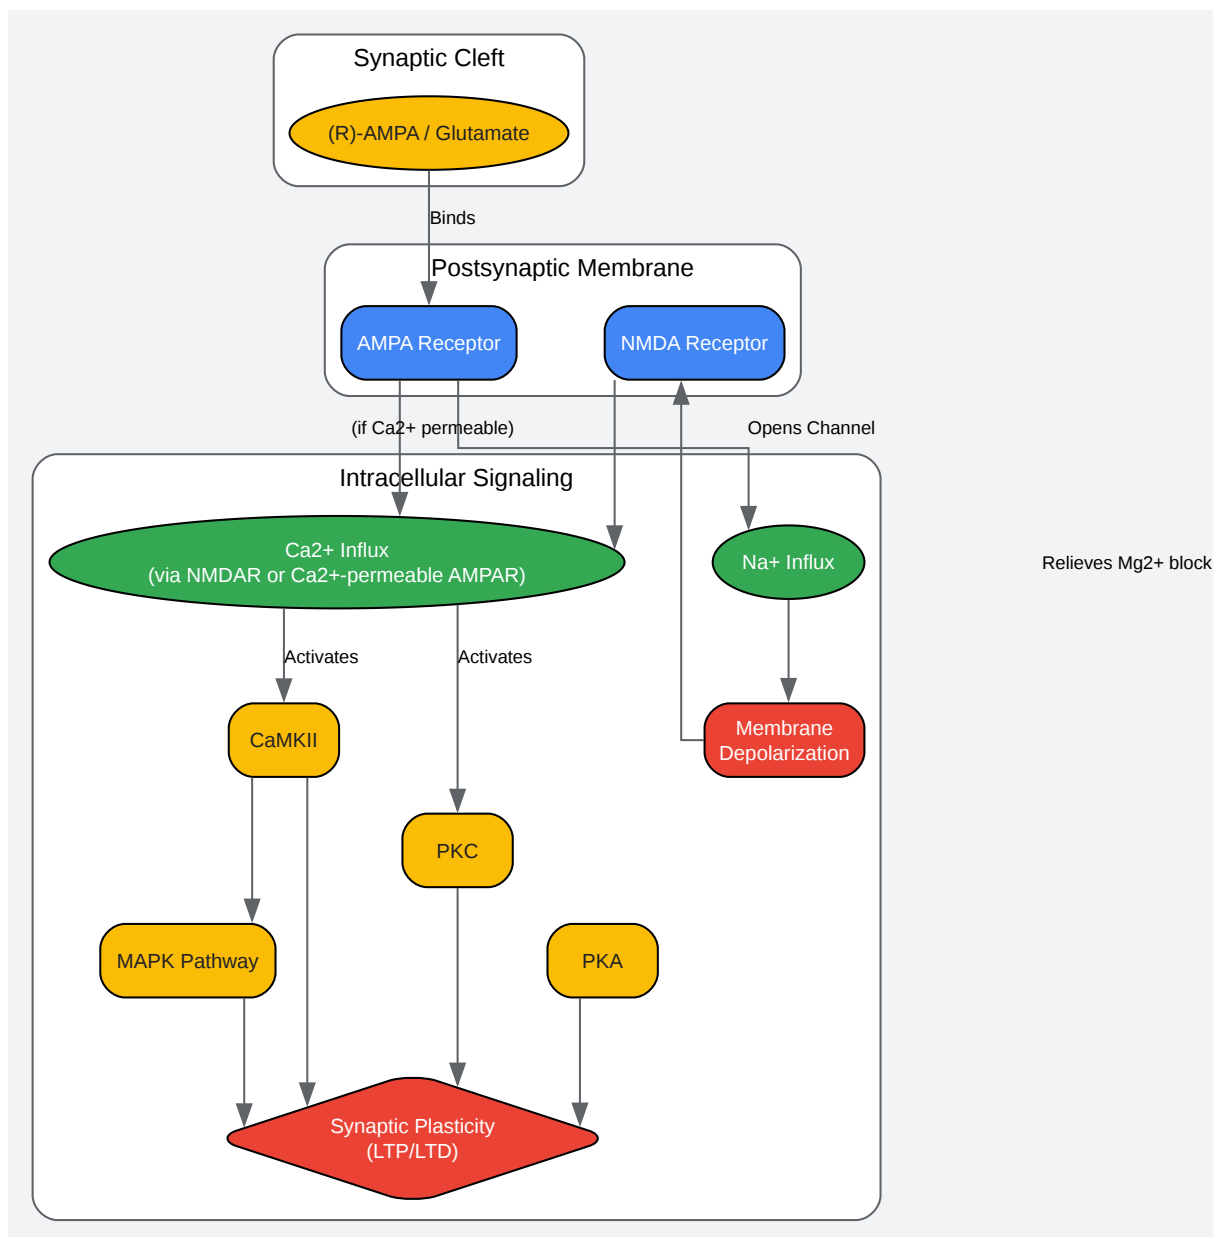 Synaptic Cleft
(R)-AMPA / Glutamate
Binds
Postsynaptic Membrane
AMPA Receptor
NMDA Receptor
(if Ca2+ permeable)
Opens Channel
Intracellular Signaling
Ca2+ Influx
(via NMDAR or Ca2+-permeable AMPAR)
Na+ Influx
Relieves Mg2+ block
Activates
Activates
CaMKII
Membrane
Depolarization
PKC
MAPK Pathway
PKA
Synaptic Plasticity
(LTP/LTD)